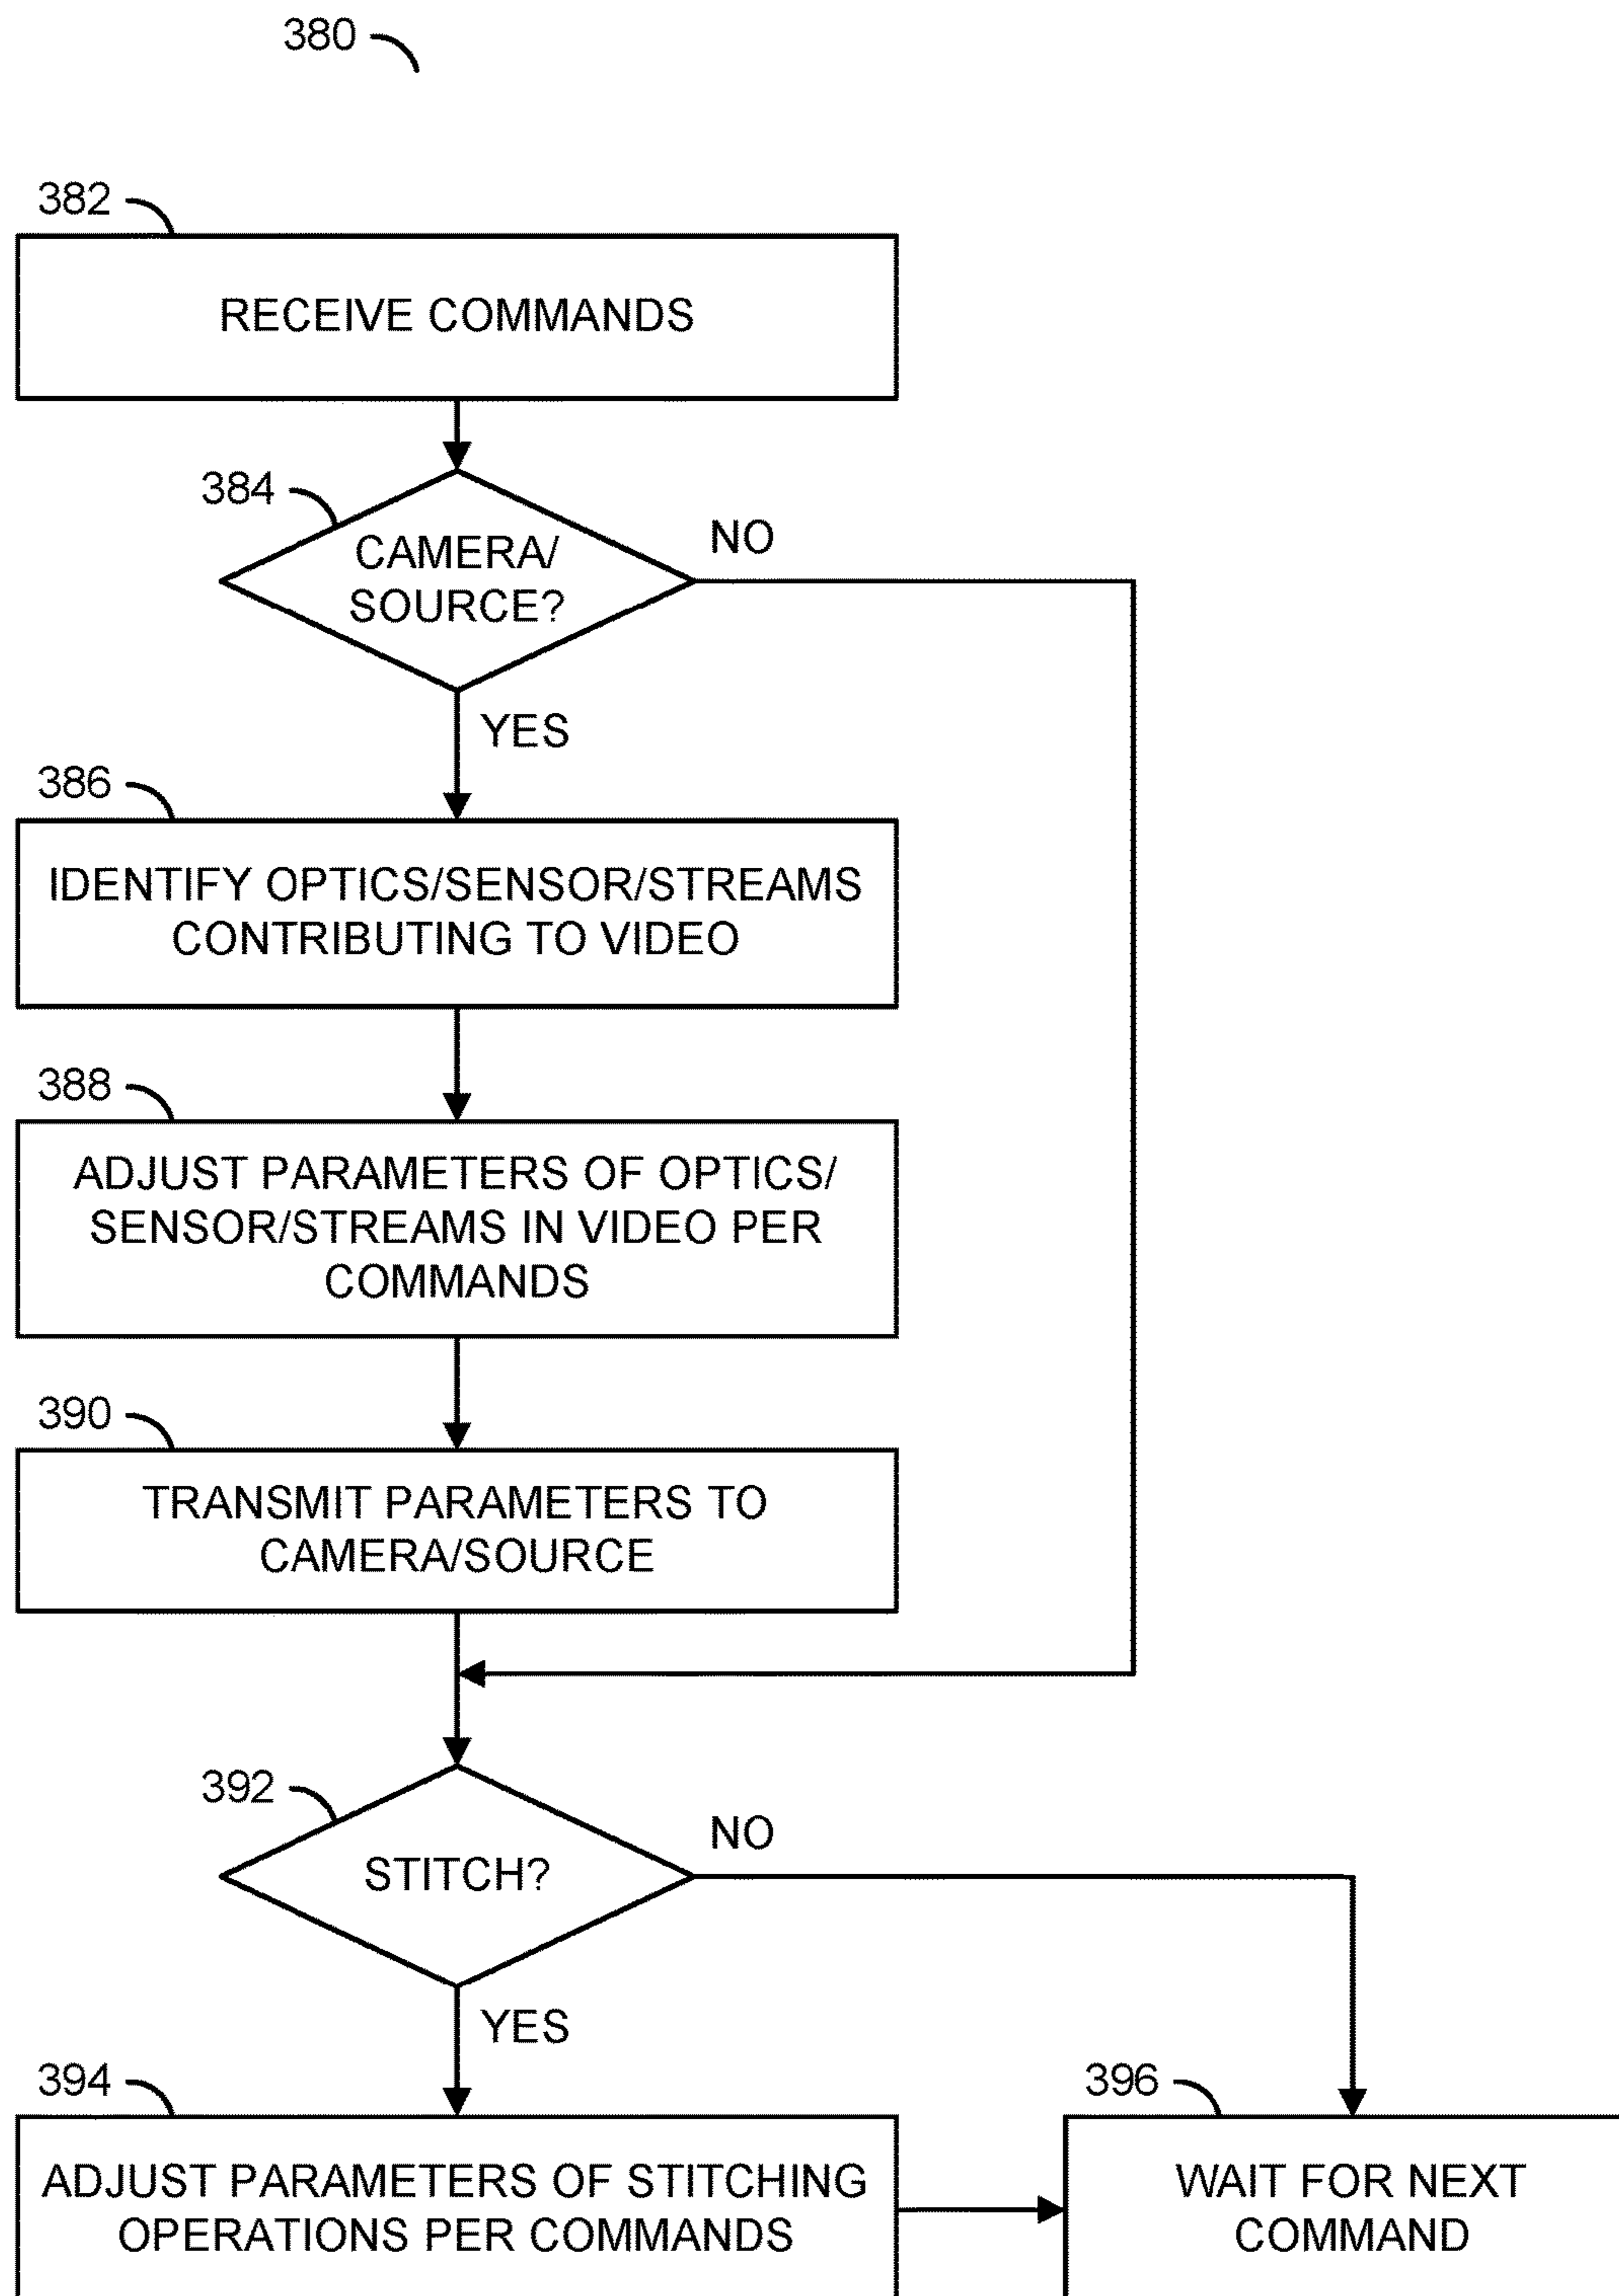 380
382
RECEIVE COMMANDS
384
CAMERA/
SOURCE?
NO
YES
386
IDENTIFY OPTICS/SENSOR/STREAMS
CONTRIBUTING TO VIDEO
388
ADJUST PARAMETERS OF OPTICS/
SENSOR/STREAMS IN VIDEO PER
COMMANDS
390
TRANSMIT PARAMETERS TO
CAMERA/SOURCE
392
STITCH?
NO
YES
394
ADJUST PARAMETERS OF STITCHING
OPERATIONS PER COMMANDS
396
WAIT FOR NEXT
COMMAND